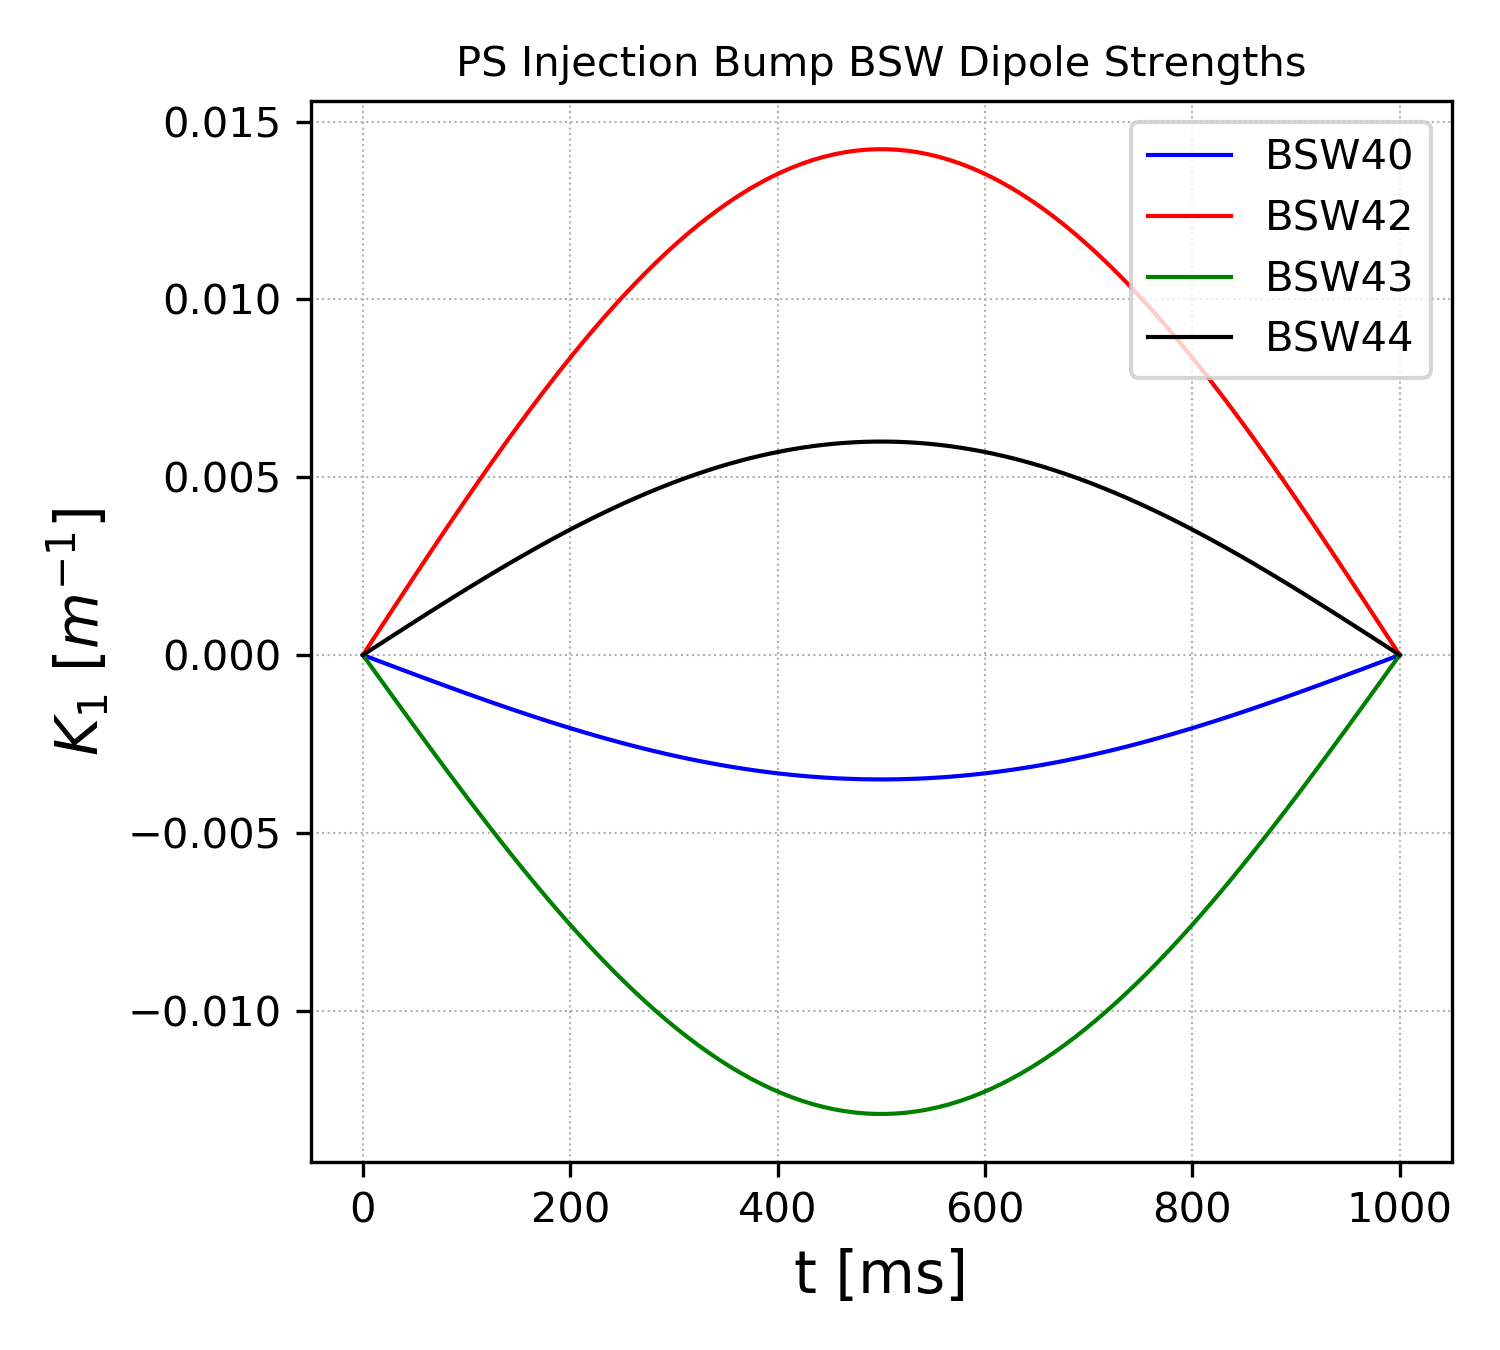 PS Injection Bump BSW Dipole Strengths
0.015
0.010
0.005
0.000
−0.005
−0.010
K₁ [m⁻¹]
BSW40
BSW42
BSW43
BSW44
0 200 400 600 800 1000
t [ms]